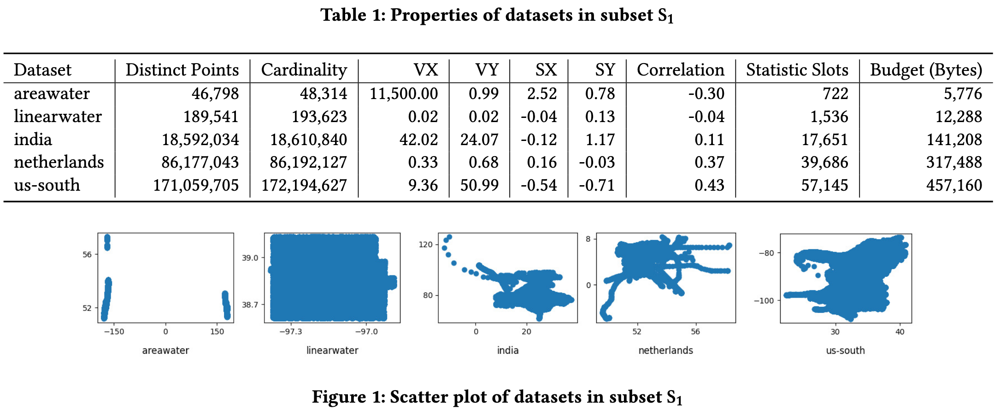 Table 1: Properties of datasets in subset S1
Dataset Distinct Points Cardinality VX VY SX SY Correlation Statistic Slots Budget (Bytes)
areawater 46,798 48,314 11,500.00 0.99 2.52 0.78 -0.30 722 5,776
linearwater 189,541 193,623 0.02 0.02 -0.04 0.13 -0.04 1,536 12,288
india 18,592,034 18,610,840 42.02 24.07 -0.12 1.17 0.11 17,651 141,208
netherlands 86,177,043 86,192,127 0.33 0.68 0.16 -0.03 0.37 39,686 317,488
us-south 171,059,705 172,194,627 9.36 50.99 -0.54 -0.71 0.43 57,145 457,160
56
52
−150 0 150
areawater
39.0
38.7
−97.3 −97.0
linearwater
120
80
0 20
india
8
0
52 56
netherlands
−80
−100
30 40
us-south
Figure 1: Scatter plot of datasets in subset S1